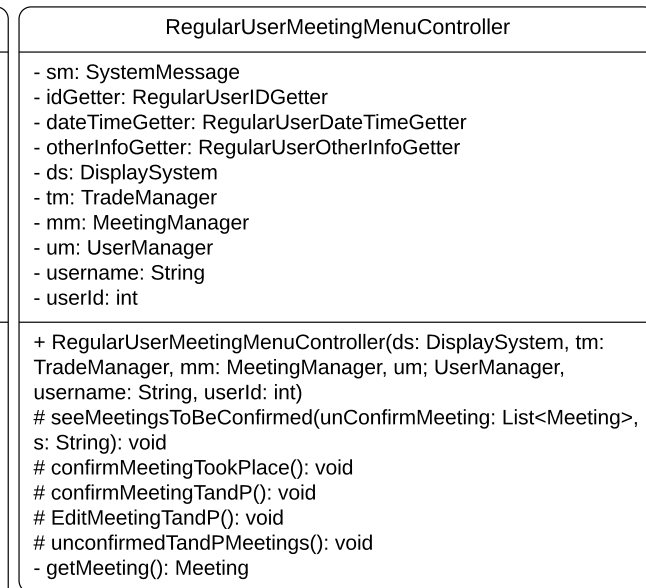 RegularUserMeetingMenuController
- sm: SystemMessage
- idGetter: RegularUserIDGetter
- dateTimeGetter: RegularUserDateTimeGetter
- otherInfoGetter: RegularUserOtherInfoGetter
- ds: DisplaySystem
- tm: TradeManager
- mm: MeetingManager
- um: UserManager
- username: String
- userId: int
+ RegularUserMeetingMenuController(ds: DisplaySystem, tm:
TradeManager, mm: MeetingManager, um; UserManager,
username: String, userId: int)
# seeMeetingsToBeConfirmed(unConfirmMeeting: List<Meeting>,
s: String): void
# confirmMeetingTookPlace(): void
# confirmMeetingTandP(): void
# EditMeetingTandP(): void
# unconfirmedTandPMeetings(): void
- getMeeting(): Meeting